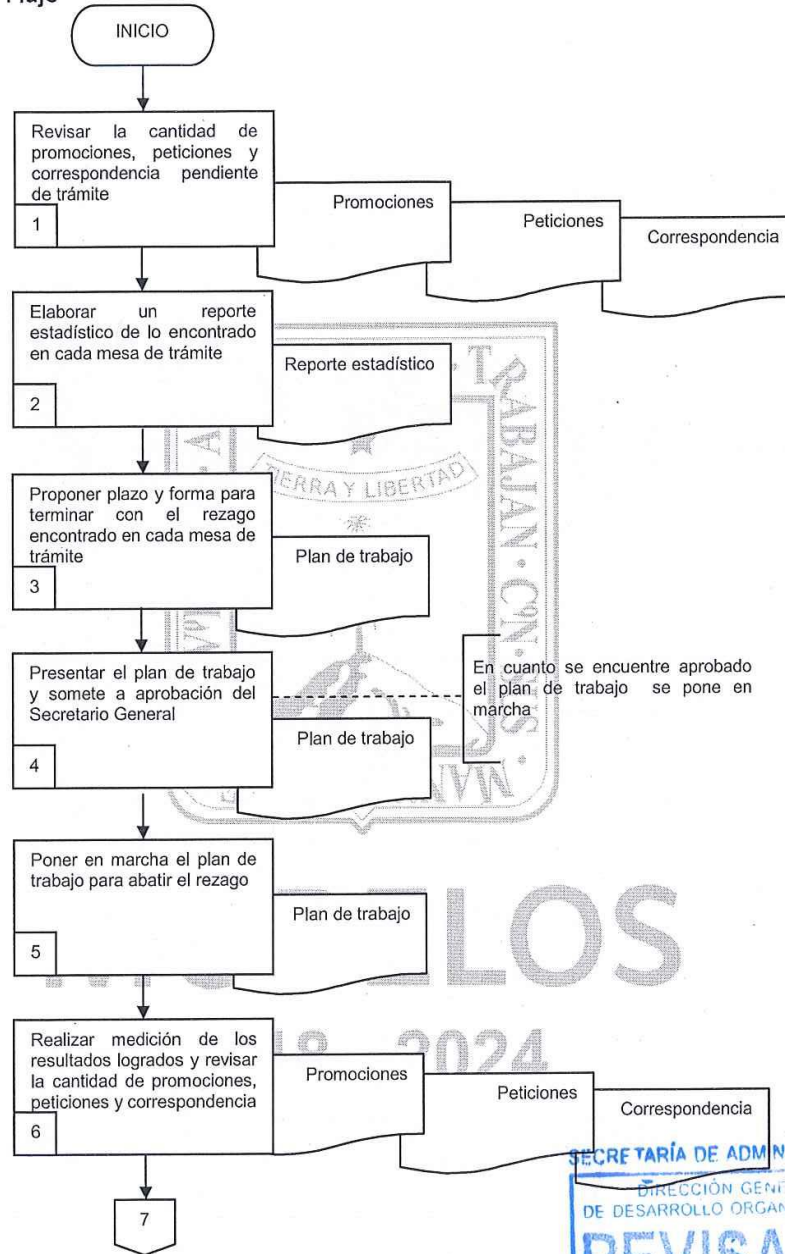 INICIO
Revisar la cantidad de
promociones, peticiones y
correspondencia pendiente
de trámite
1
Promociones
Peticiones
Correspondencia
Elaborar un reporte
estadístico de lo encontrado
en cada mesa de trámite
2
Reporte estadístico
Proponer plazo y forma para
terminar con el rezago
encontrado en cada mesa de
trámite
3
Plan de trabajo
Presentar el plan de trabajo
y somete a aprobación del
Secretario General
4
Plan de trabajo
En cuanto se encuentre aprobado
el plan de trabajo se pone en
marcha
Poner en marcha el plan de
trabajo para abatir el rezago
5
Plan de trabajo
Realizar medición de los
resultados logrados y revisar
la cantidad de promociones,
peticiones y correspondencia
6
Promociones
Peticiones
Correspondencia
7
TIERRA Y LIBERTAD
TRABAJAN · CON · SUS ·
ELOS
2024
SECRETARÍA DE ADMIN
DIRECCIÓN GEN
DE DESARROLLO ORGAN
REVISA